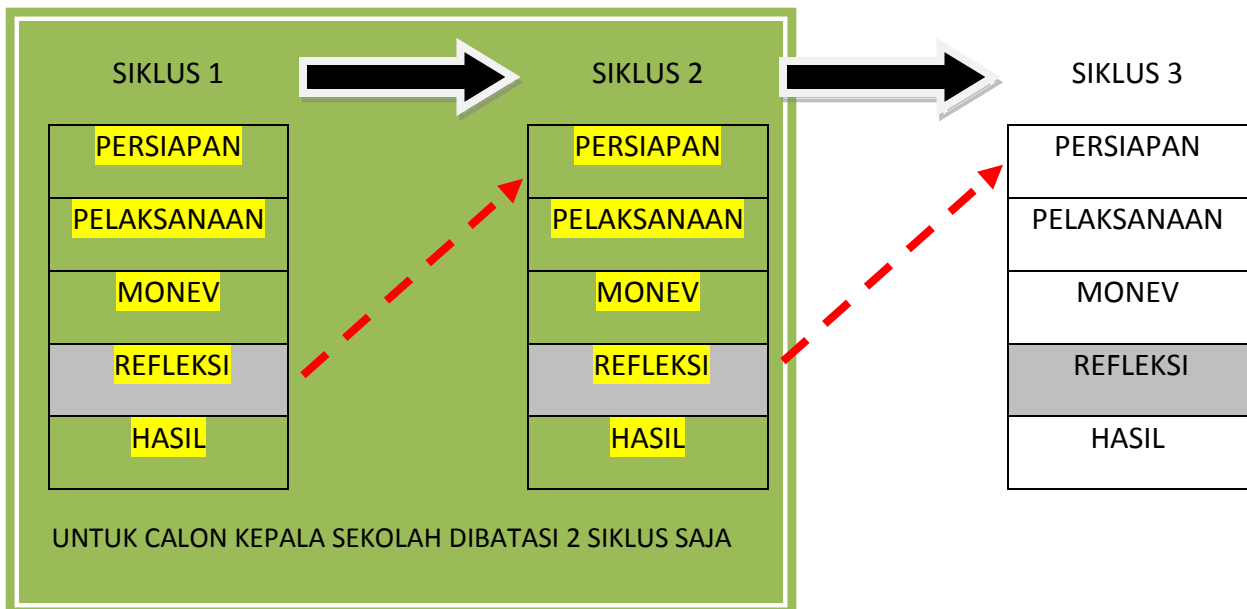 SIKLUS 1
SIKLUS 2
SIKLUS 3
PERSIAPAN
PELAKSANAAN
MONEV
REFLEKSI
HASIL
PERSIAPAN
PELAKSANAAN
MONEV
REFLEKSI
HASIL
PERSIAPAN
PELAKSANAAN
MONEV
REFLEKSI
HASIL
UNTUK CALON KEPALA SEKOLAH DIBATASI 2 SIKLUS SAJA